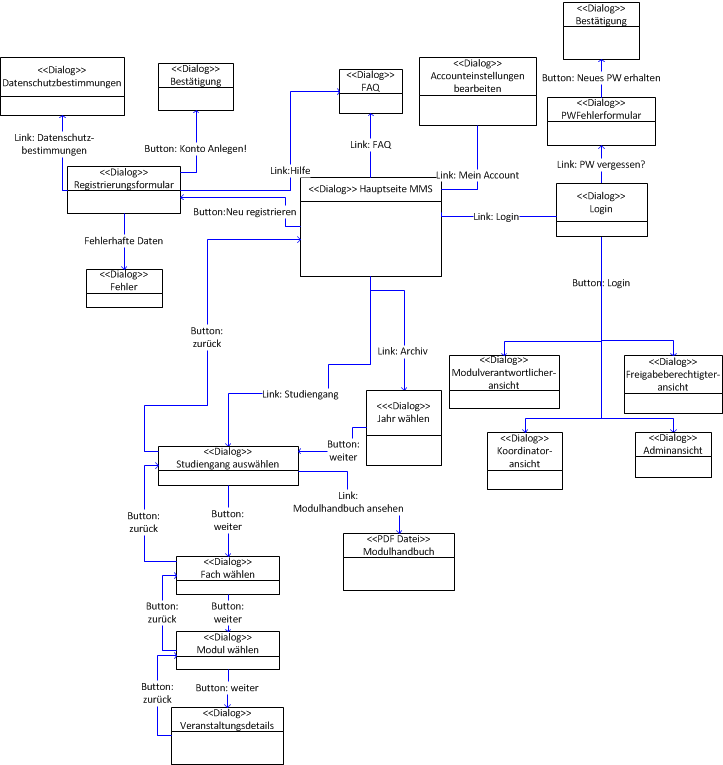 <<Dialog>>
Bestätigung
Button: Neues PW erhalten
<<Dialog>>
Datenschutzbestimmungen
<<Dialog>>
Bestätigung
<<Dialog>>
FAQ
<<Dialog>>
Accounteinstellungen
bearbeiten
<<Dialog>>
PWFehlerformular
Link: Datenschutz-
bestimmungen
Button: Konto Anlegen!
Link: FAQ
Link: PW vergessen?
<<Dialog>>
Registrierungsformular
Link:Hilfe
Link: Mein Account
<<Dialog>> Hauptseite MMS
<<Dialog>>
Login
Button:Neu registrieren
Link: Login
Fehlerhafte Daten
<<Dialog>>
Fehler
Button: Login
Button:
zurück
Link: Archiv
<<Dialog>>
Modulverantwortlicher-
ansicht
<<Dialog>>
Freigabeberechtigter-
ansicht
Link: Studiengang
<<<Dialog>>
Jahr wählen
<<Dialog>>
Koordinator-
ansicht
<<Dialog>>
Adminansicht
Button:
weiter
<<Dialog>>
Studiengang auswählen
Link:
Modulhandbuch ansehen
Button:
zurück
Button:
weiter
<<PDF Datei>>
Modulhandbuch
<<Dialog>>
Fach wählen
Button:
zurück
Button:
weiter
<<Dialog>>
Modul wählen
Button:
zurück
Button: weiter
<<Dialog>>
Veranstaltungsdetails